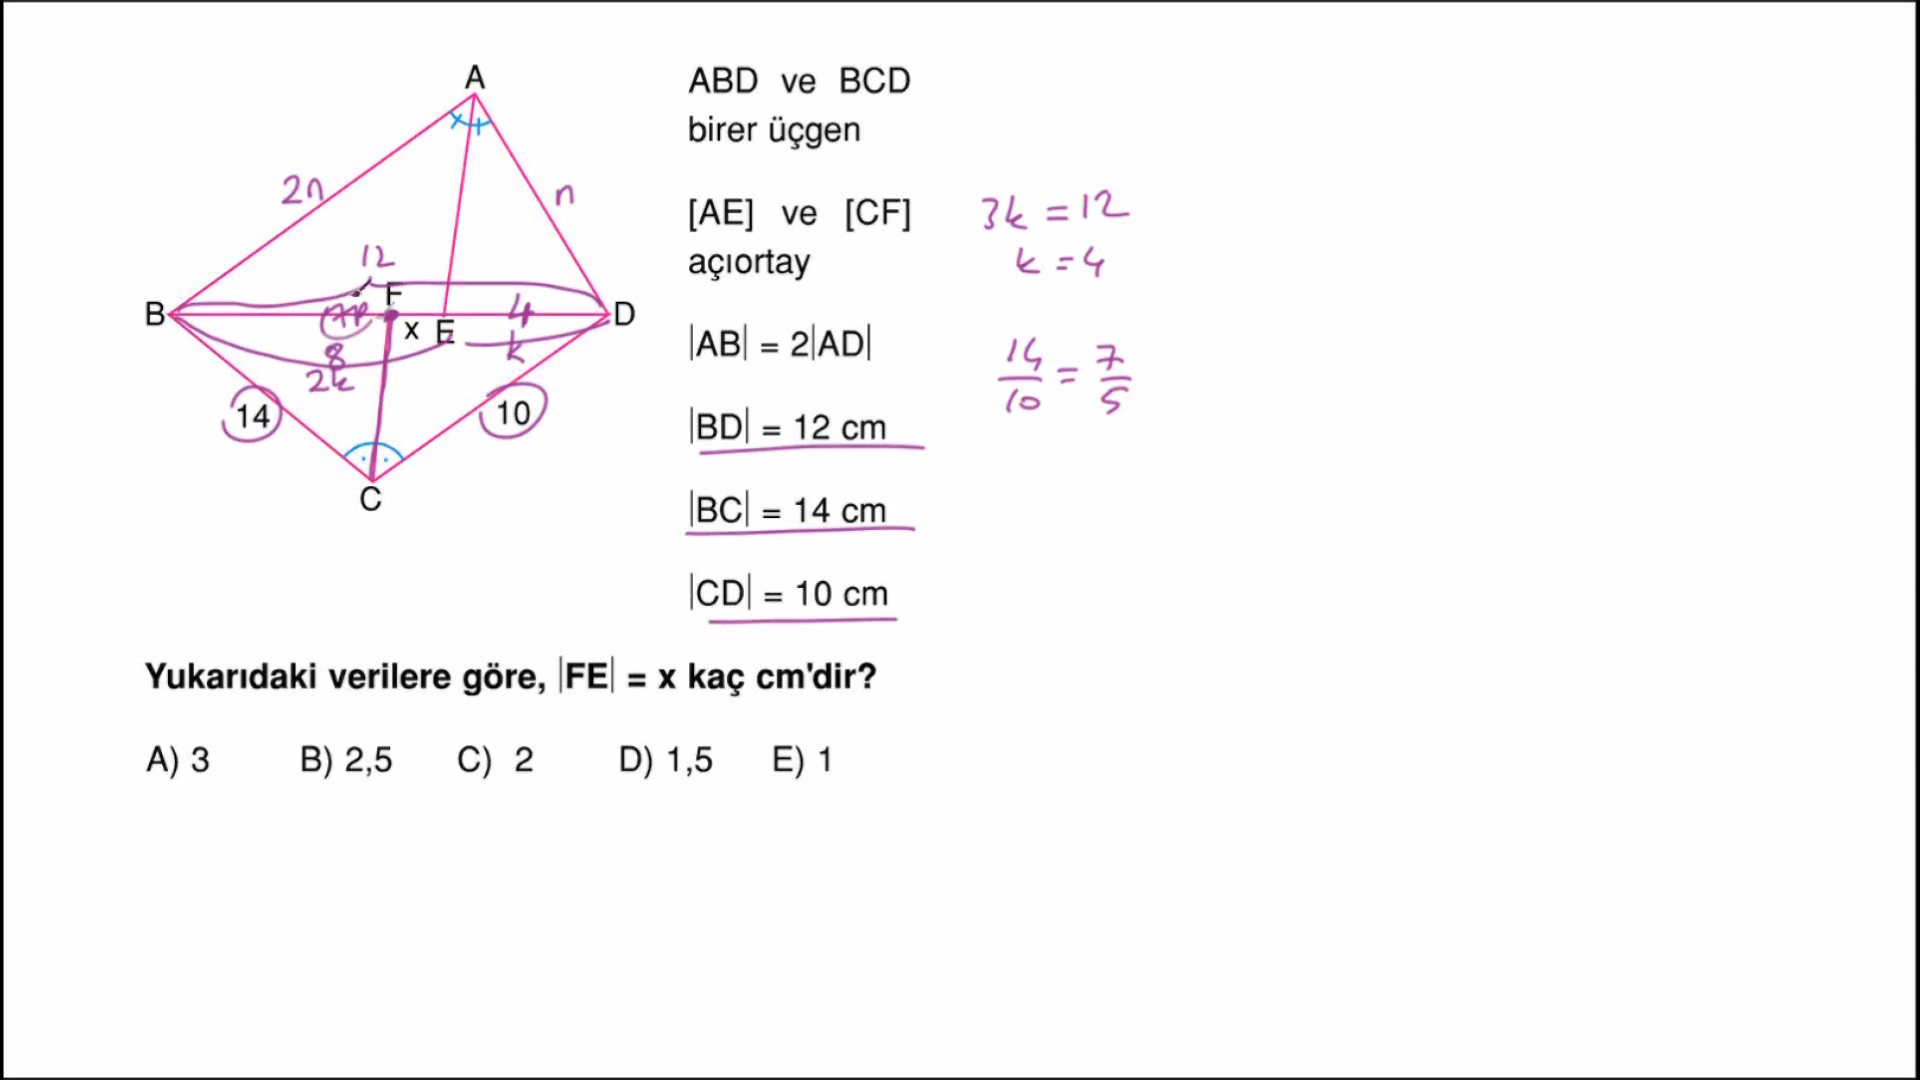 A
ABD ve BCD
birer üçgen
2n
n
[AE] ve [CF]
açıortay
3k = 12
k = 4
12
F
B
7p
x E
4
D
k
8
2k
|AB| = 2|AD|
14/10 = 7/5
14
10
|BD| = 12 cm
C
|BC| = 14 cm
|CD| = 10 cm
Yukarıdaki verilere göre, |FE| = x kaç cm'dir?
A) 3 B) 2,5 C) 2 D) 1,5 E) 1